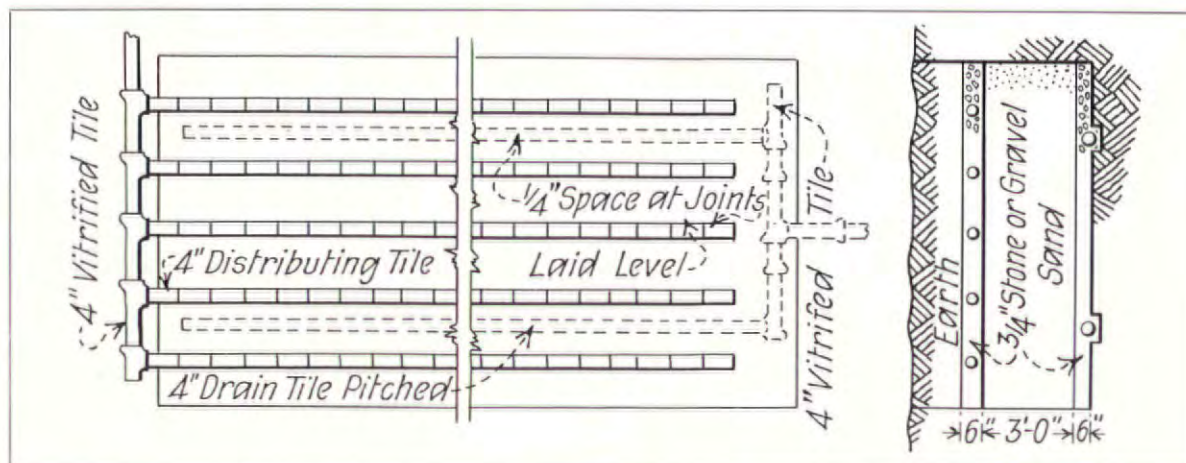 4" Vitrified Tile
1/4" Space at Joints
4" Distributing Tile
Laid Level
4" Drain Tile Pitched
4" Vitrifed Tile
Earth
3/4" Stone or Gravel
Sand
6" 3'-0" 6"